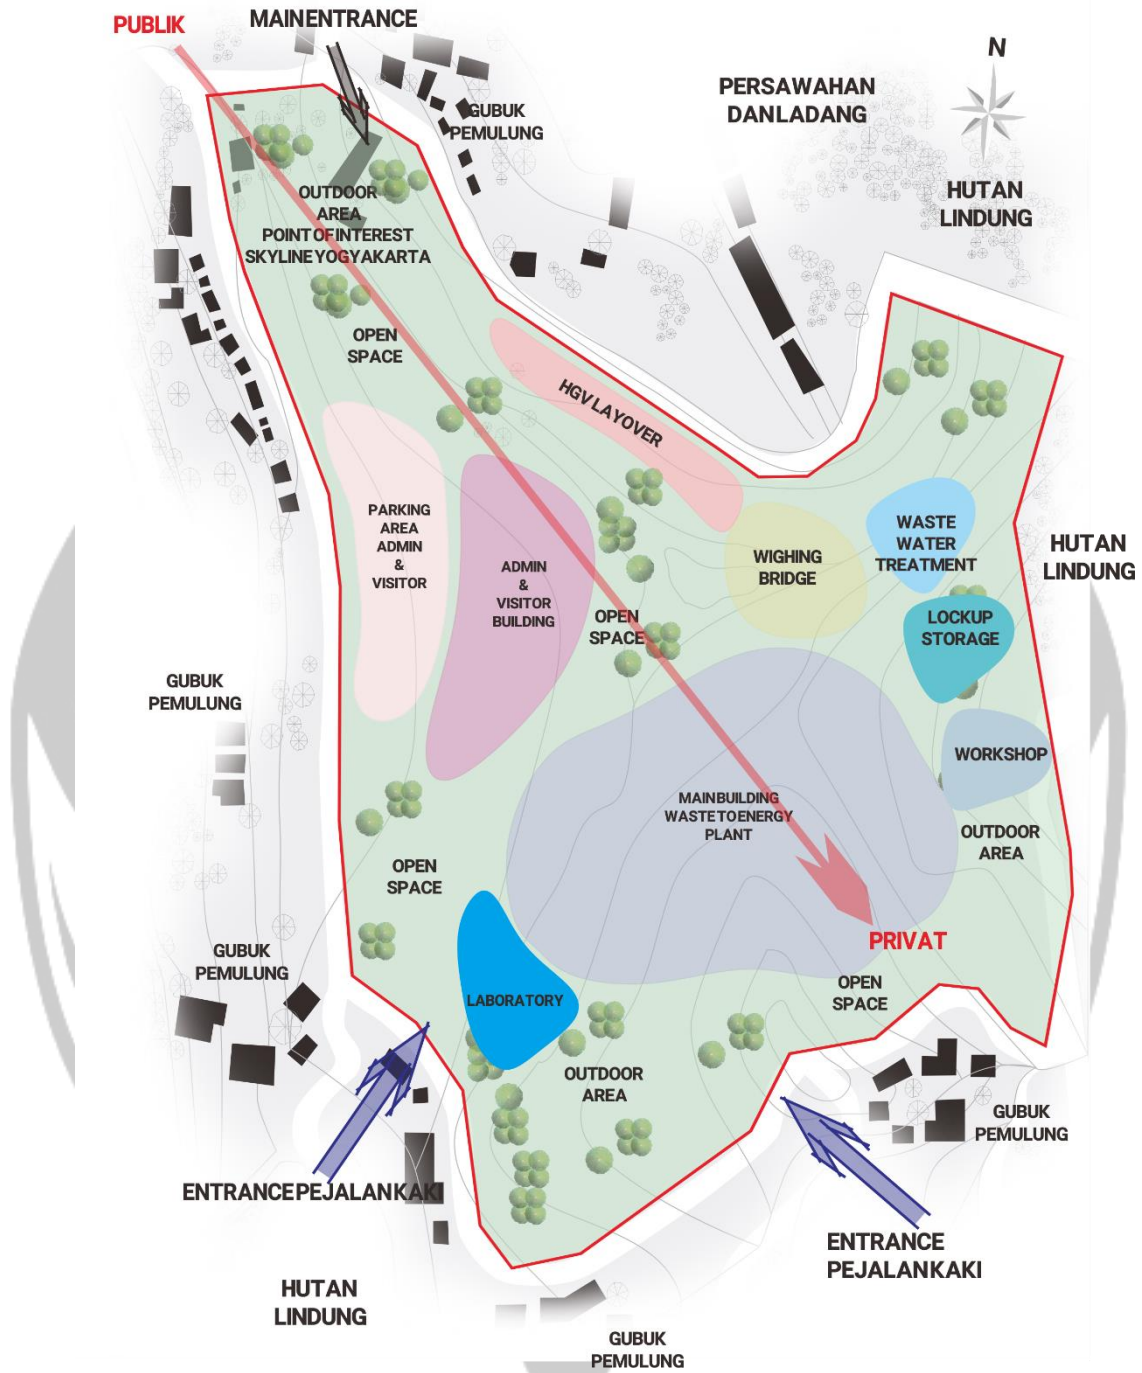 PUBLIK
MAINENTRANCE
N
PERSAWAHAN
DANLADANG
GUBUK
PEMULUNG
HUTAN
LINDUNG
OUTDOOR
AREA
POINTOFINTEREST
SKYLINEYOGYAKARTA
OPEN
SPACE
HGVLAYOVER
PARKING
AREA
ADMIN
&
VISITOR
ADMIN
&
VISITOR
BUILDING
OPEN
SPACE
WIGHING
BRIDGE
WASTE
WATER
TREATMENT
HUTAN
LINDUNG
LOCKUP
STORAGE
GUBUK
PEMULUNG
WORKSHOP
MAINBUILDING
WASTETOENERGY
PLANT
OUTDOOR
AREA
OPEN
SPACE
PRIVAT
GUBUK
PEMULUNG
OPEN
SPACE
LABORATORY
OUTDOOR
AREA
GUBUK
PEMULUNG
ENTRANCEPEJALANKAKI
ENTRANCE
PEJALANKAKI
HUTAN
LINDUNG
GUBUK
PEMULUNG